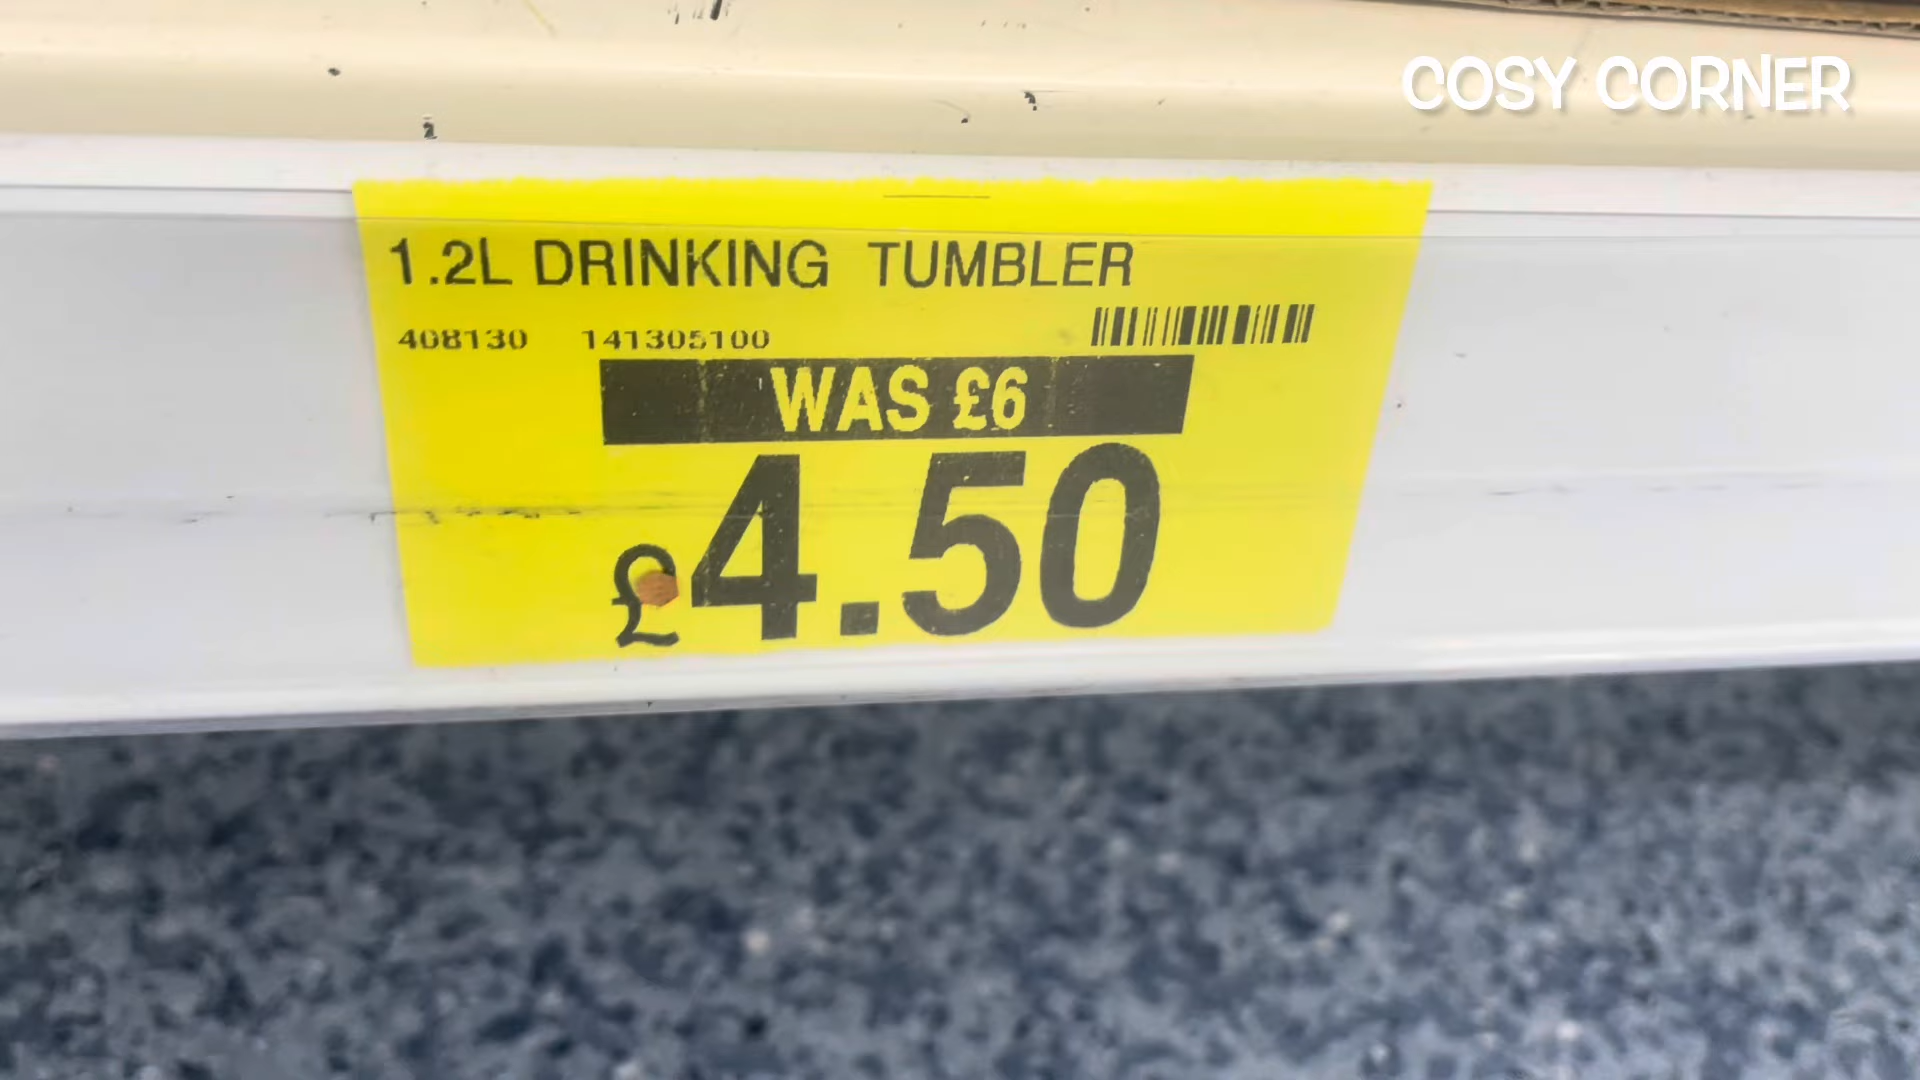 COSY CORNER
1.2L DRINKING TUMBLER
408130 141305100
WAS £6
£4.50